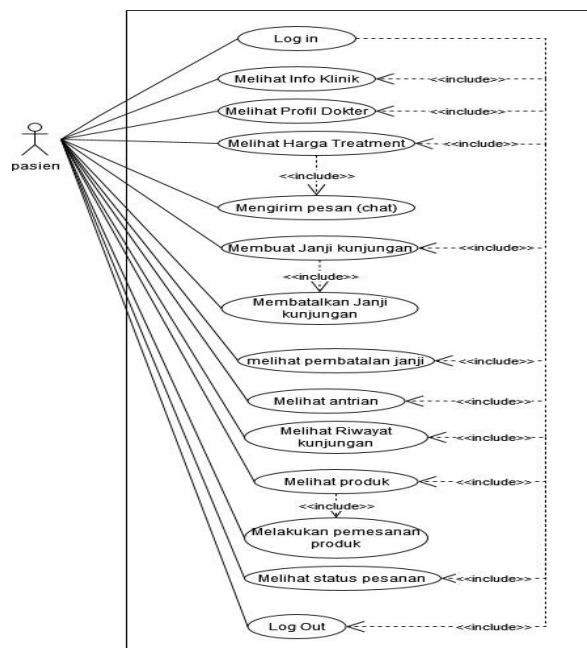 Log in
Melihat Info Klinik
<<include>>
Melihat Profil Dokter
pasien
Melihat Harga Treatment
<<include>>
<<include>>
Mengirim pesan (chat)
Membuat Janji kunjungan
<<include>>
<<include>>
Membatalkan Janji
kunjungan
melihat pembatalan janji
<<include>>
Melihat antrian
<<include>>
Melihat Riwayat
kunjungan
<<include>>
Melihat produk
<<include>>
<<include>>
Melakukan pemesanan
produk
Melihat status pesanan
<<include>>
Log Out
<<include>>